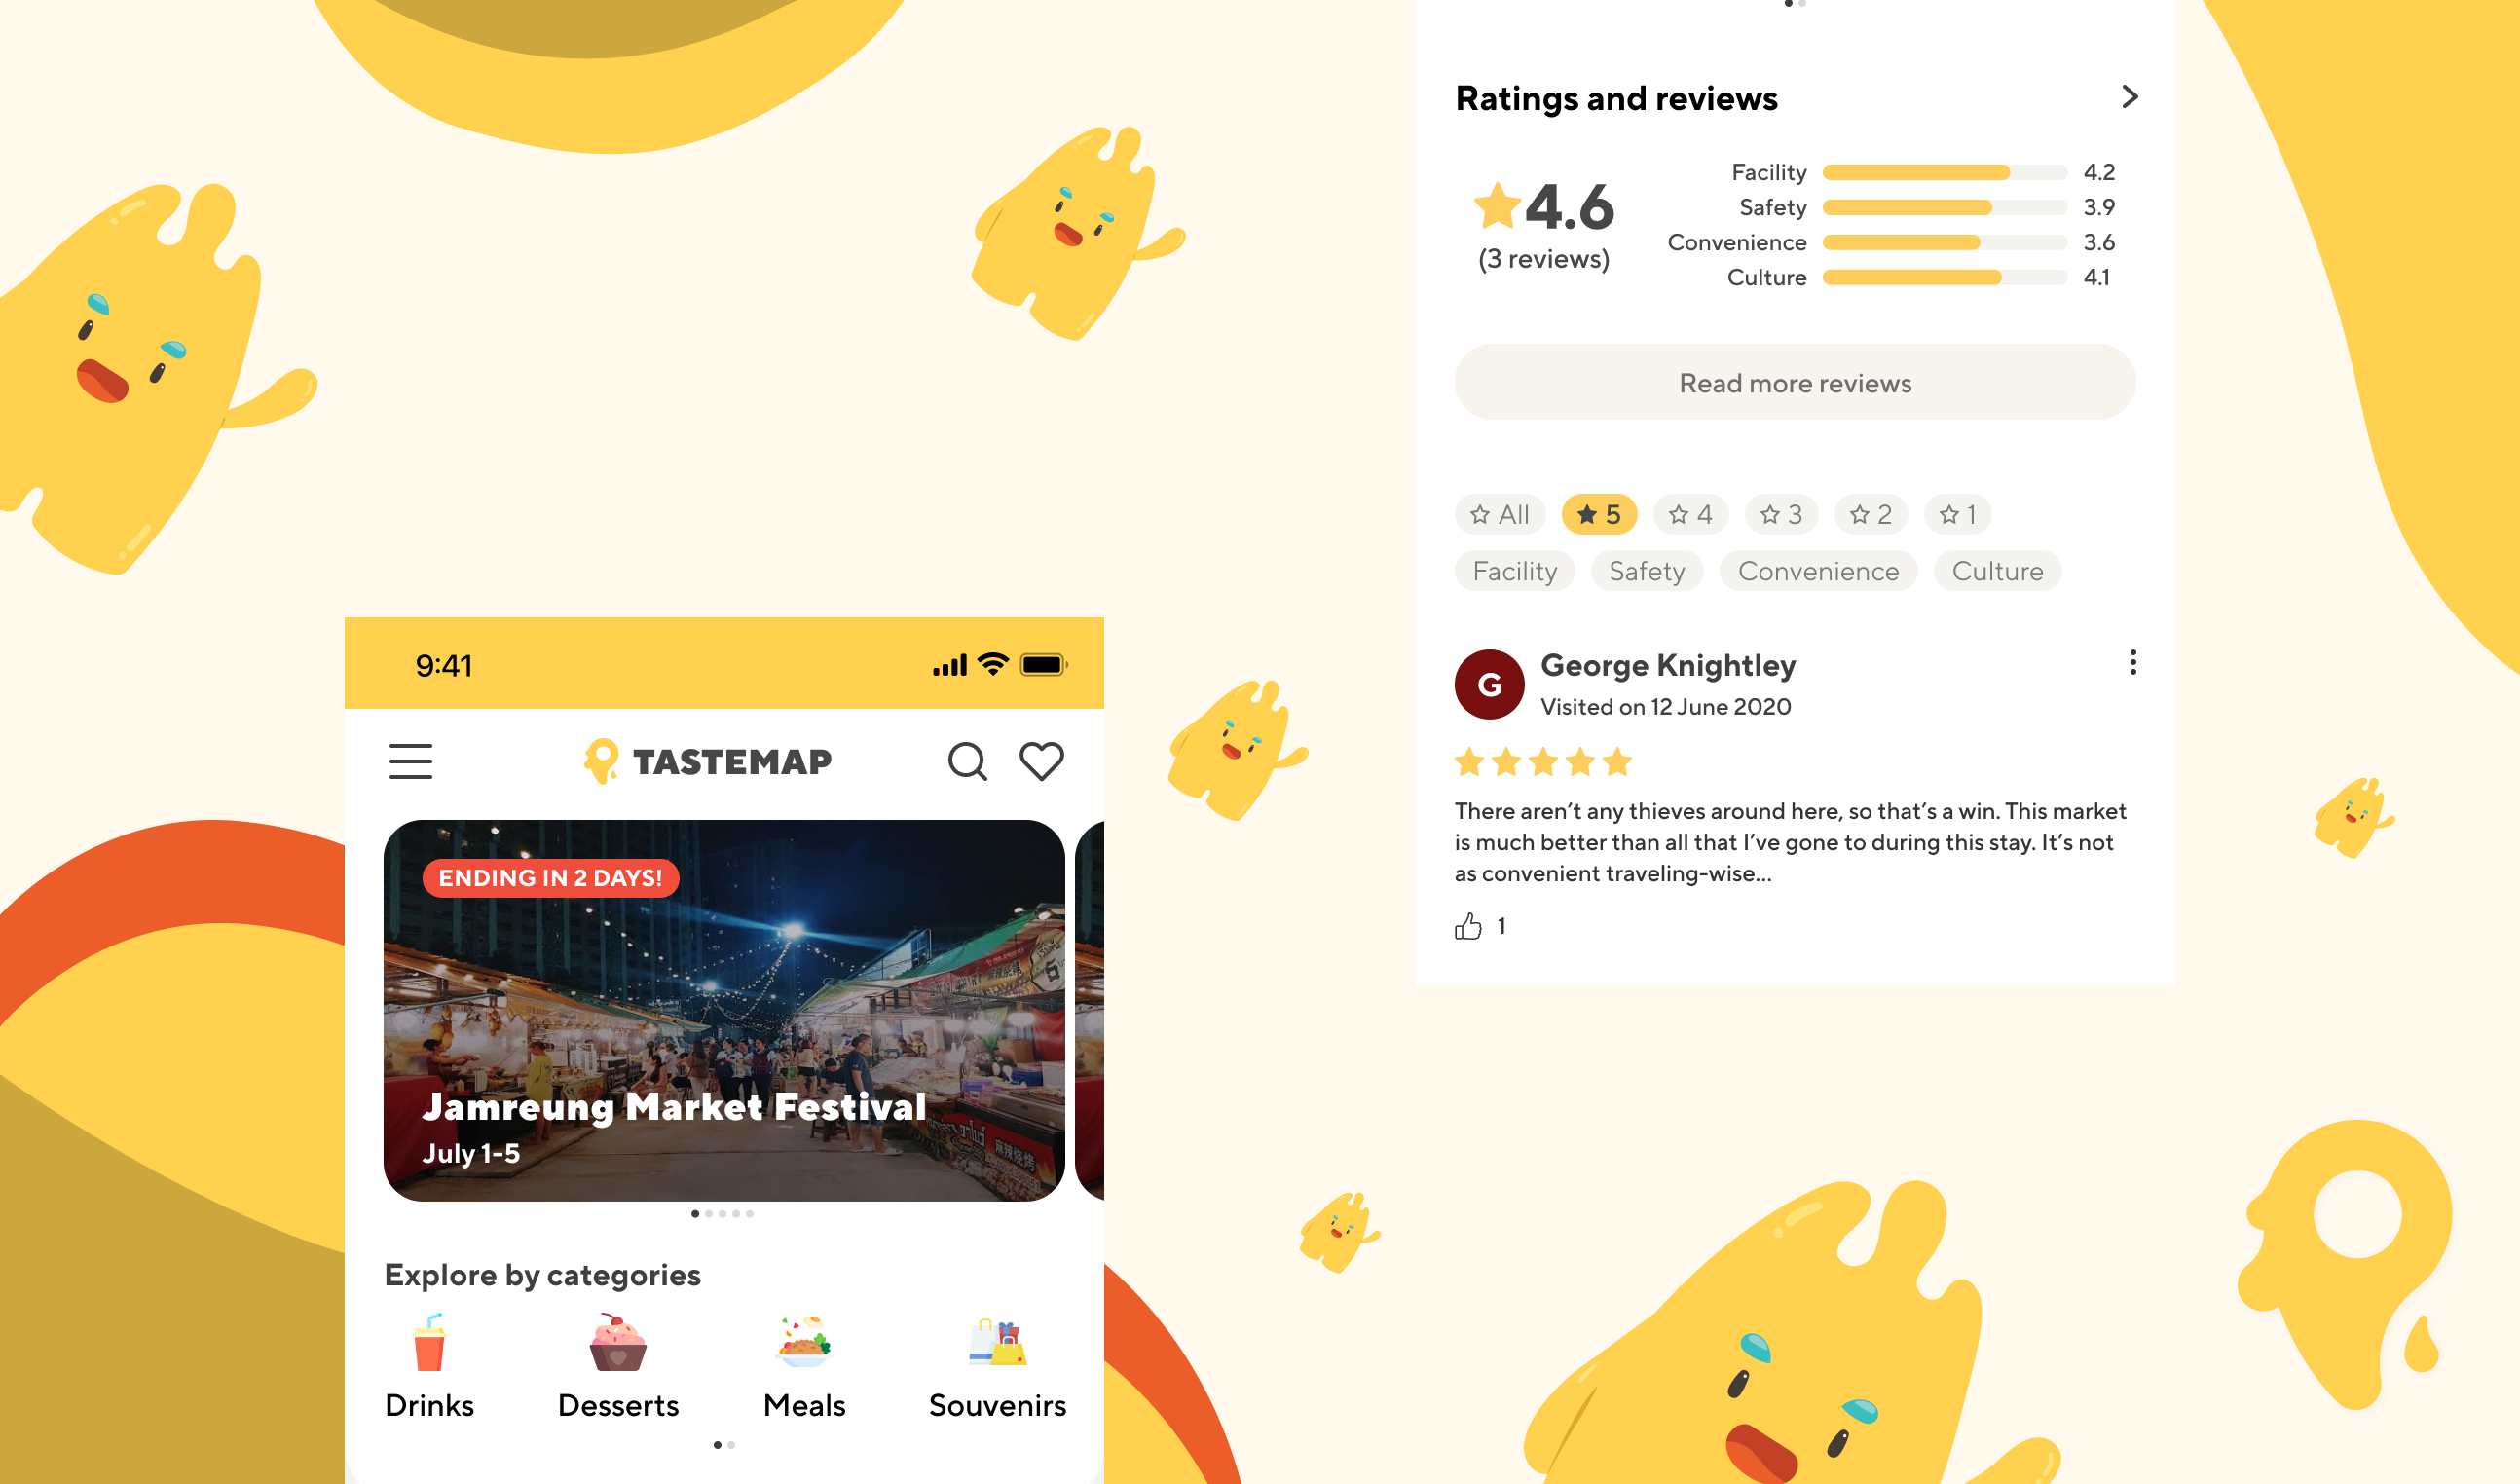 9:41
TASTEMAP
ENDING IN 2 DAYS!
Jamreung Market Festival
July 1-5
Explore by categories
Drinks
Desserts
Meals
Souvenirs
Ratings and reviews
4.6
(3 reviews)
Facility 4.2
Safety 3.9
Convenience 3.6
Culture 4.1
Read more reviews
All 5 4 3 2 1
Facility Safety Convenience Culture
G
George Knightley
Visited on 12 June 2020
There aren’t any thieves around here, so that’s a win. This market
is much better than all that I’ve gone to during this stay. It’s not
as convenient traveling-wise...
1